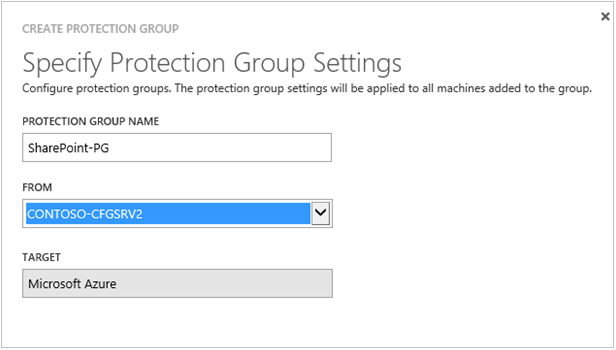 CREATE PROTECTION GROUP
Specify Protection Group Settings
Configure protection groups. The protection group settings will be applied to all machines added to the group.
PROTECTION GROUP NAME
SharePoint-PG
FROM
CONTOSO-CFGSRV2
TARGET
Microsoft Azure